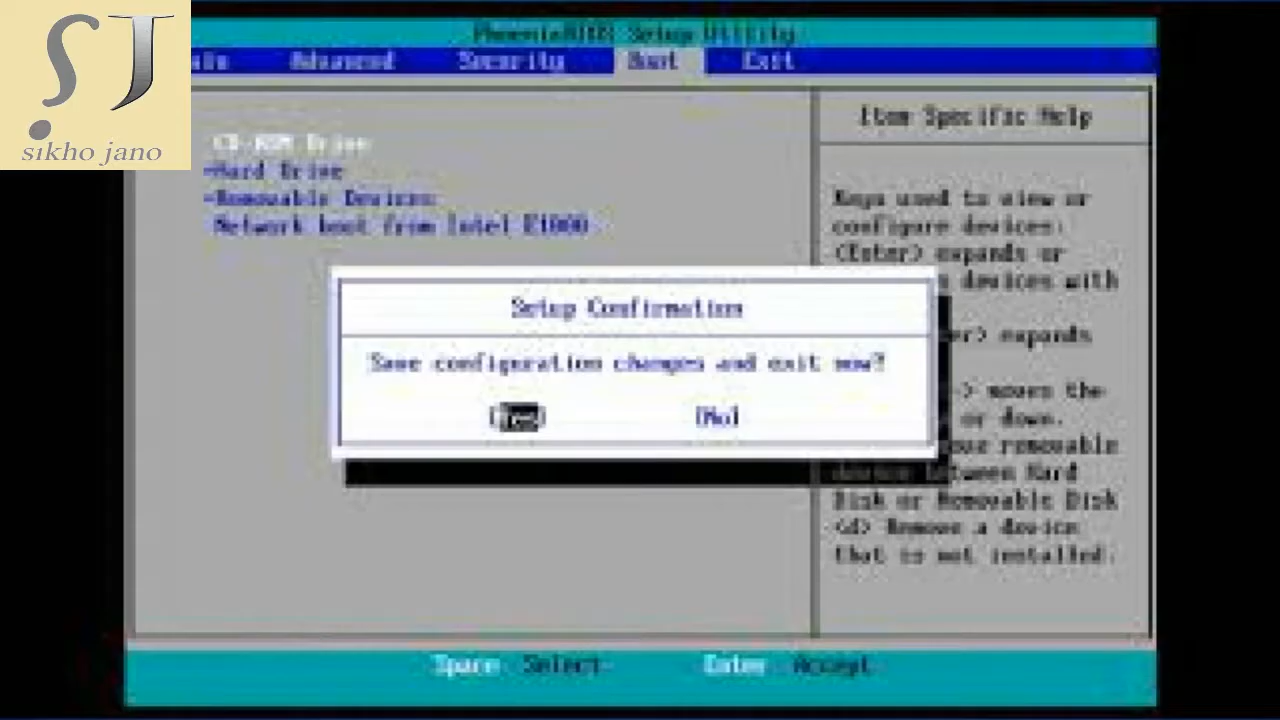 SJ
sikho jano
PhoenixBIOS Setup Utility
Advanced Security Boot Exit
CD-ROM Drive
Item Specific Help
-Hard Drive
-Removable Devices
Network boot from Intel E1000
Keys used to view or
configure devices:
<Enter> expands or
devices with
expands
> moves the
or down.
removable
device between Hard
Disk or Removable Disk
<d> Remove a device
that is not installed.
Setup Confirmation
Save configuration changes and exit now?
[Yes] [No]
Space Select Enter Accept